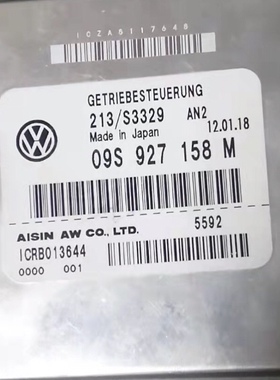 ICZA5117648
GETRIEBESTEUERUNG
213/S3329 AN2
Made in Japan 12.01.18
09S 927 158 M
AISIN AW CO., LTD. 5592
ICRB013644
0000 001